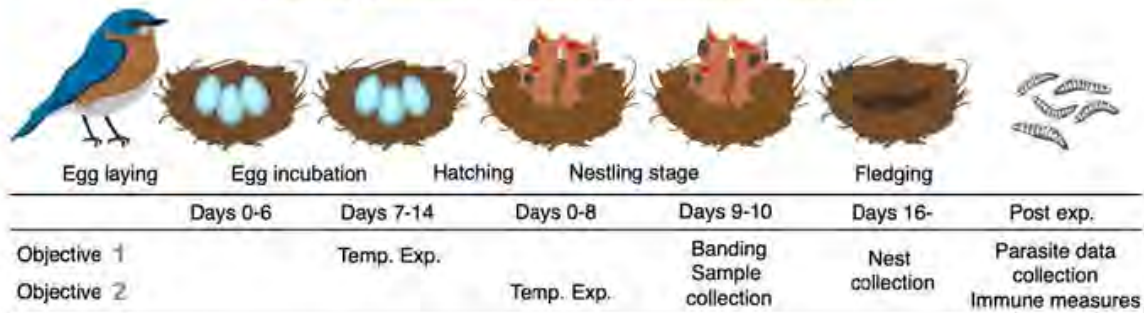 Egg laying Egg incubation Hatching Nestling stage Fledging
Days 0-6 Days 7-14 Days 0-8 Days 9-10 Days 16- Post exp.
Objective 1 Temp. Exp. Banding Sample collection Nest collection Parasite data collection
Objective 2 Temp. Exp. Immune measures